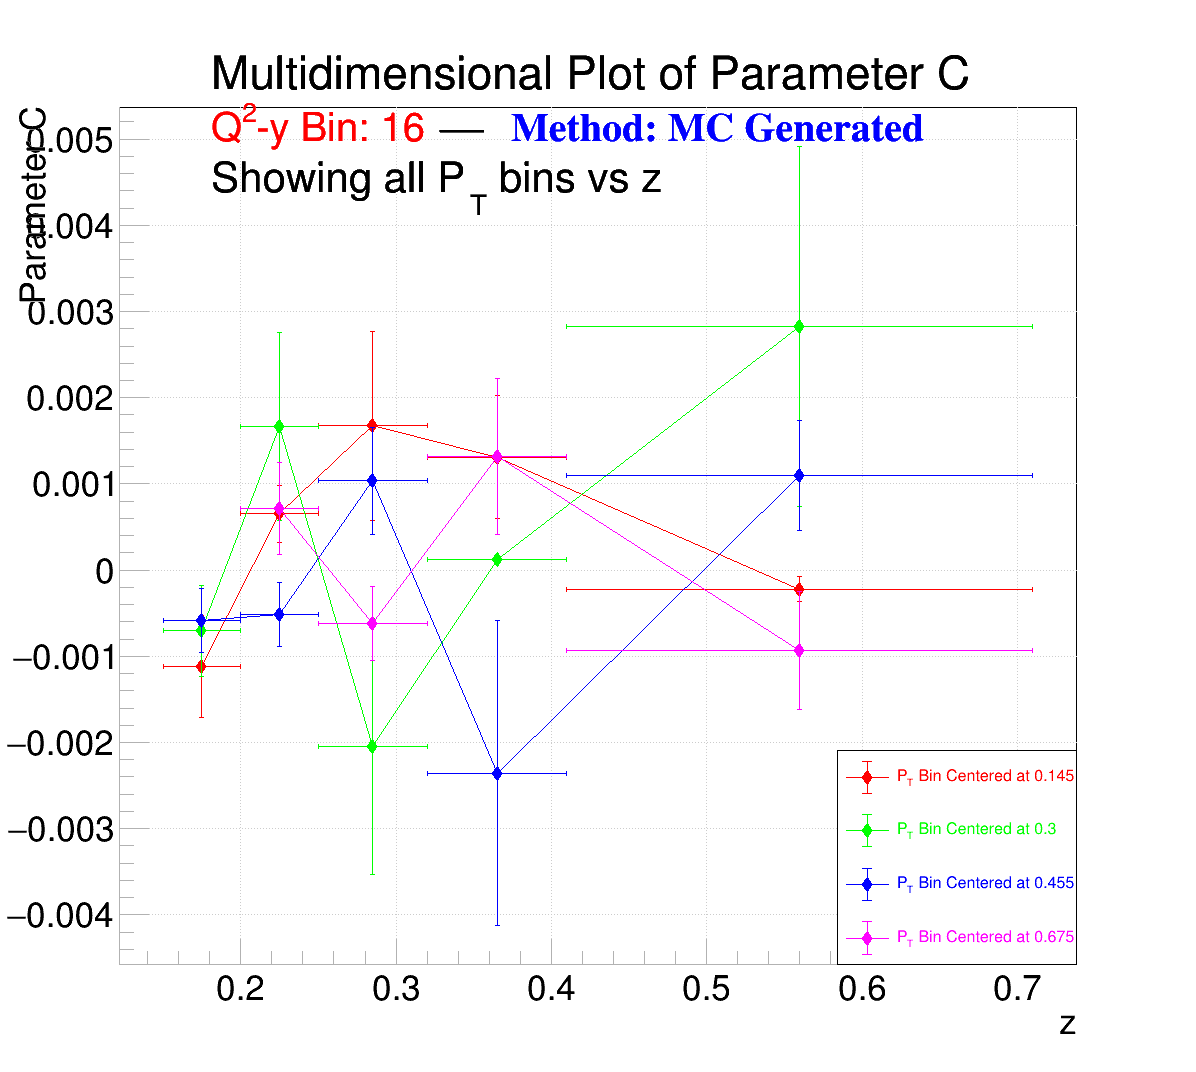 Multidimensional Plot of Parameter C
Q²-y Bin: 16 — Method: MC Generated
Showing all P_T bins vs z
Parameter C
0.005
0.004
0.003
0.002
0.001
0
−0.001
−0.002
−0.003
−0.004
0.2 0.3 0.4 0.5 0.6 0.7
z
P_T Bin Centered at 0.145
P_T Bin Centered at 0.3
P_T Bin Centered at 0.455
P_T Bin Centered at 0.675